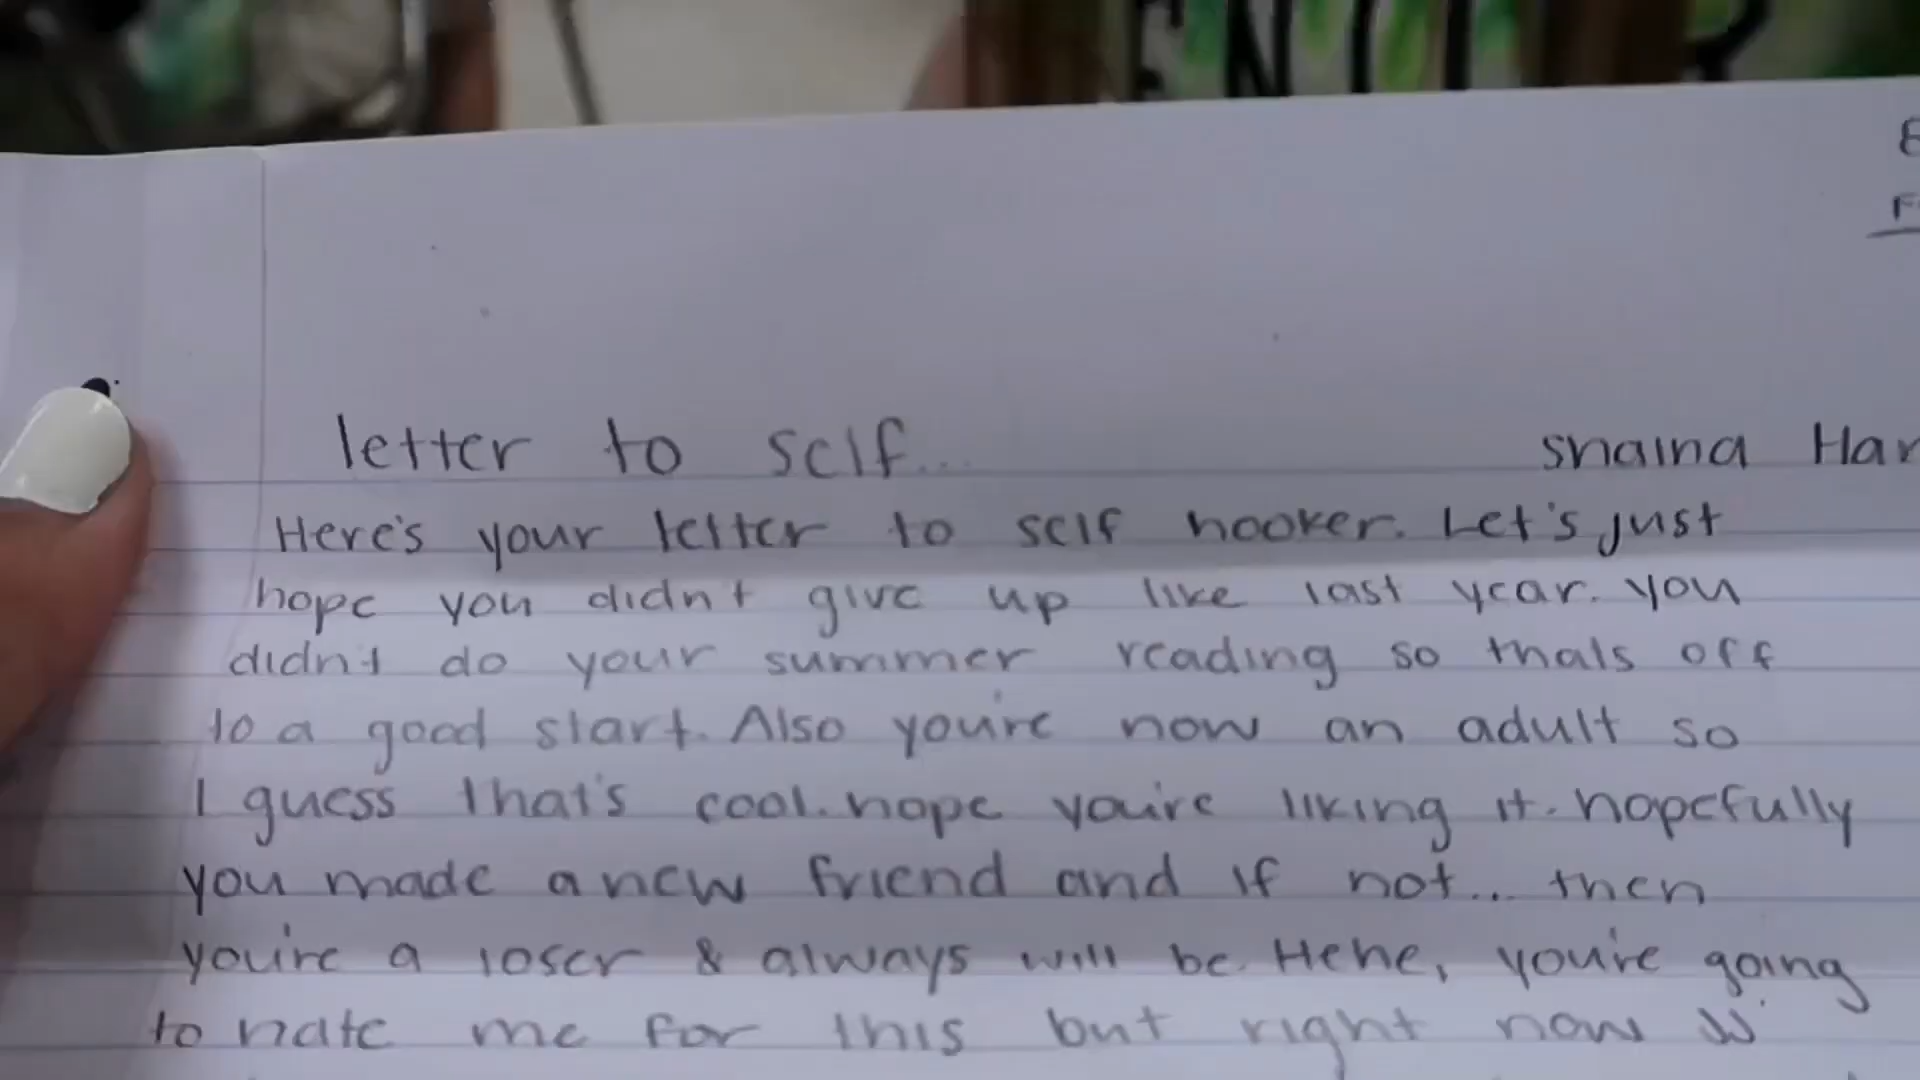 letter to self...
shaina Har
Here's your letter to self hooker. Let's just
hope you didn't give up like last year. you
didn't do your summer reading so thats off
to a good start. Also you're now an adult so
I guess that's cool. hope you're liking it. hopefully
you made a new friend and if not... then
you're a loser & always will be. Hehe, you're going
to hate me for this but right now